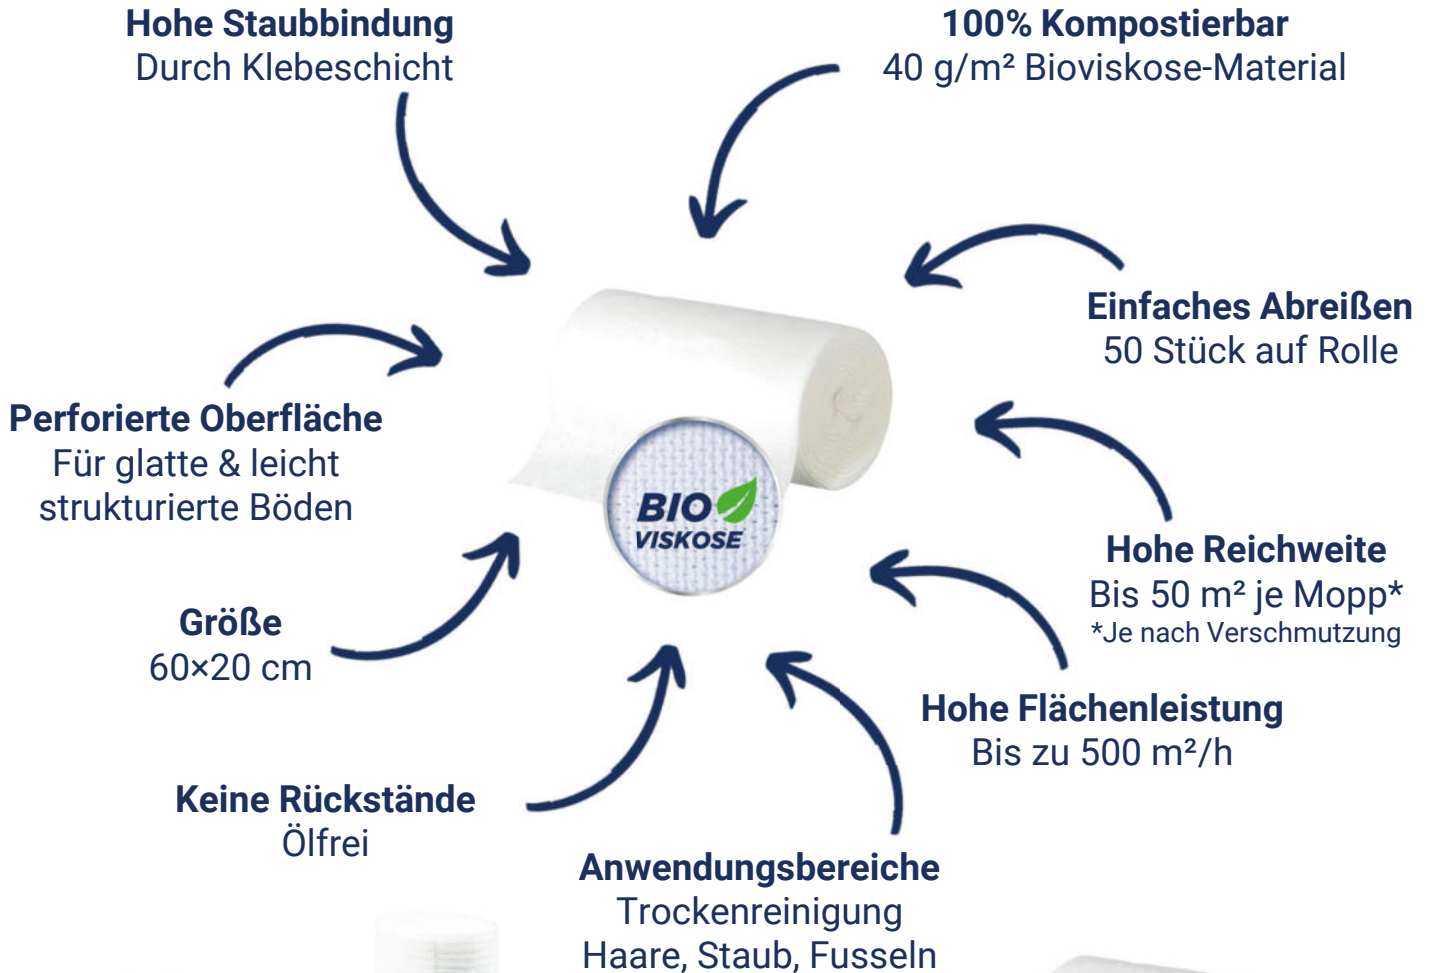 Hohe Staubbindung
Durch Klebeschicht
100% Kompostierbar
40 g/m² Bioviskose-Material
Einfaches Abreißen
50 Stück auf Rolle
Perforierte Oberfläche
Für glatte & leicht
strukturierte Böden
BIO
VISKOSE
Hohe Reichweite
Bis 50 m² je Mopp*
*Je nach Verschmutzung
Größe
60×20 cm
Hohe Flächenleistung
Bis zu 500 m²/h
Keine Rückstände
Ölfrei
Anwendungsbereiche
Trockenreinigung
Haare, Staub, Fusseln